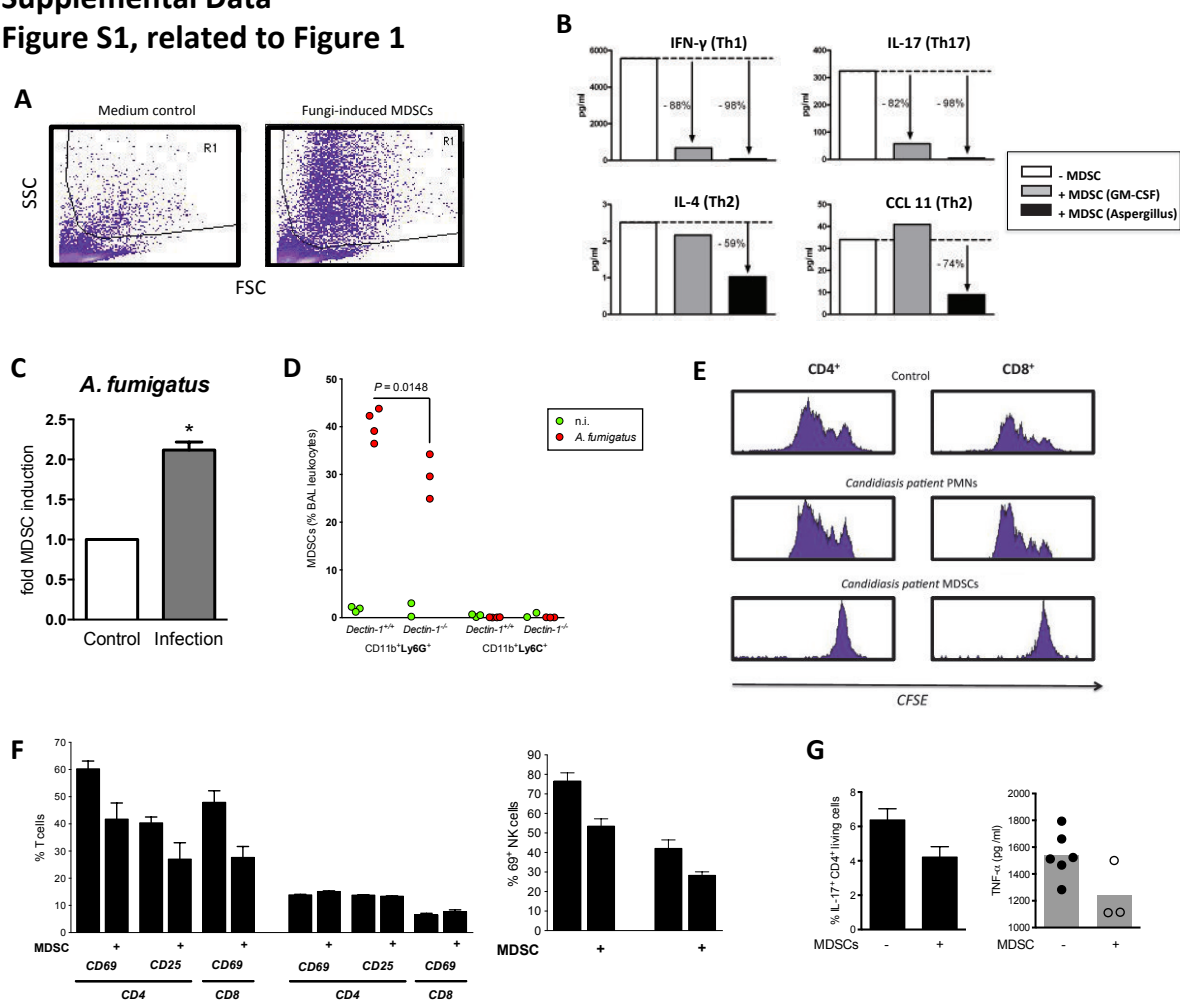 Supplemental Data
Figure S1, related to Figure 1
A
Medium control
Fungi-induced MDSCs
R1
R1
SSC
FSC
B
IFN-γ (Th1)
6000
4000
2000
0
pg/ml
- 88%
- 98%
IL-17 (Th17)
400
300
200
100
0
pg/ml
- 82%
- 98%
IL-4 (Th2)
3
2
1
0
pg/ml
- 59%
CCL 11 (Th2)
50
40
30
20
10
0
pg/ml
- 74%
- MDSC
+ MDSC (GM-CSF)
+ MDSC (Aspergillus)
C
A. fumigatus
2.5
2.0
1.5
1.0
0.5
0.0
fold MDSC induction
*
Control Infection
D
50
40
30
20
10
0
MDSCs (% BAL leukocytes)
P = 0.0148
n.i.
A. fumigatus
Dectin-1+/+ Dectin-1-/- Dectin-1+/+ Dectin-1-/-
CD11b+Ly6G+ CD11b+Ly6C+
E
CD4+ CD8+
Control
Candidiasis patient PMNs
Candidiasis patient MDSCs
CFSE
F
70
60
50
40
30
20
10
0
% T cells
MDSC + + + + + +
CD69 CD25 CD69 CD69 CD25 CD69
CD4 CD8 CD4 CD8
90
80
70
60
50
40
30
20
10
0
% 69+ NK cells
MDSC + +
G
8
6
4
2
0
% IL-17+ CD4+ living cells
MDSCs - +
2000
1800
1600
1400
1200
1000
TNF-α (pg /ml)
MDSC - +